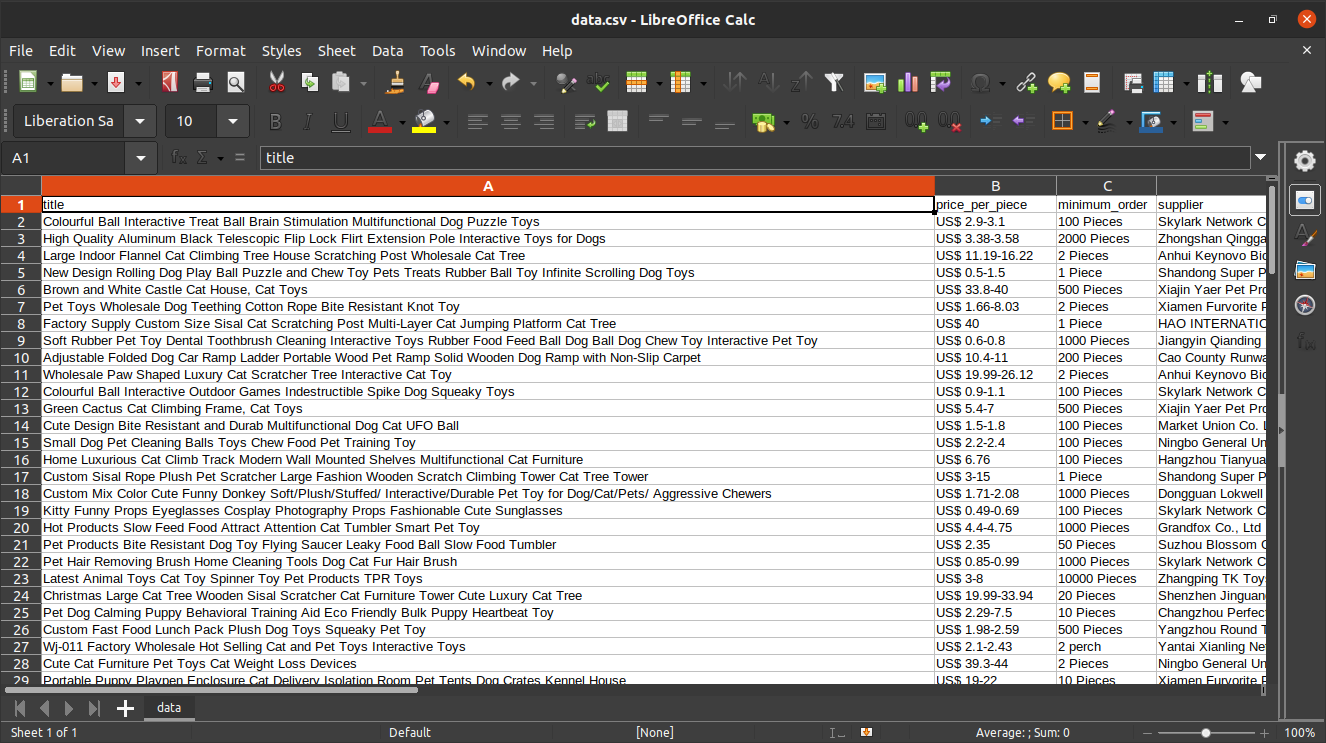 data.csv - LibreOffice Calc
File Edit View Insert Format Styles Sheet Data Tools Window Help
Liberation Sa 10
A1 title
A B C
1 title price_per_piece minimum_order supplier
2 Colourful Ball Interactive Treat Ball Brain Stimulation Multifunctional Dog Puzzle Toys US$ 2.9-3.1 100 Pieces Skylark Network C
3 High Quality Aluminum Black Telescopic Flip Lock Flirt Extension Pole Interactive Toys for Dogs US$ 3.38-3.58 2000 Pieces Zhongshan Qingga
4 Large Indoor Flannel Cat Climbing Tree House Scratching Post Wholesale Cat Tree US$ 11.19-16.22 2 Pieces Anhui Keynovo Bio
5 New Design Rolling Dog Play Ball Puzzle and Chew Toy Pets Treats Rubber Ball Toy Infinite Scrolling Dog Toys US$ 0.5-1.5 1 Piece Shandong Super P
6 Brown and White Castle Cat House, Cat Toys US$ 33.8-40 500 Pieces Xiajin Yaer Pet Pro
7 Pet Toys Wholesale Dog Teething Cotton Rope Bite Resistant Knot Toy US$ 1.66-8.03 2 Pieces Xiamen Furvorite P
8 Factory Supply Custom Size Sisal Cat Scratching Post Multi-Layer Cat Jumping Platform Cat Tree US$ 40 1 Piece HAO INTERNATIO
9 Soft Rubber Pet Toy Dental Toothbrush Cleaning Interactive Toys Rubber Food Feed Ball Dog Ball Dog Chew Toy Interactive Pet Toy US$ 0.6-0.8 1000 Pieces Jiangyin Qianding
10 Adjustable Folded Dog Car Ramp Ladder Portable Wood Pet Ramp Solid Wooden Dog Ramp with Non-Slip Carpet US$ 10.4-11 200 Pieces Cao County Runwa
11 Wholesale Paw Shaped Luxury Cat Scratcher Tree Interactive Cat Toy US$ 19.99-26.12 2 Pieces Anhui Keynovo Bio
12 Colourful Ball Interactive Outdoor Games Indestructible Spike Dog Squeaky Toys US$ 0.9-1.1 100 Pieces Skylark Network C
13 Green Cactus Cat Climbing Frame, Cat Toys US$ 5.4-7 500 Pieces Xiajin Yaer Pet Pro
14 Cute Design Bite Resistant and Durab Multifunctional Dog Cat UFO Ball US$ 1.5-1.8 100 Pieces Market Union Co. L
15 Small Dog Pet Cleaning Balls Toys Chew Food Pet Training Toy US$ 2.2-2.4 100 Pieces Ningbo General Un
16 Home Luxurious Cat Climb Track Modern Wall Mounted Shelves Multifunctional Cat Furniture US$ 6.76 100 Pieces Hangzhou Tianyua
17 Custom Sisal Rope Plush Pet Scratcher Large Fashion Wooden Scratch Climbing Tower Cat Tree Tower US$ 3-15 1 Piece Shandong Super P
18 Custom Mix Color Cute Funny Donkey Soft/Plush/Stuffed/ Interactive/Durable Pet Toy for Dog/Cat/Pets/ Aggressive Chewers US$ 1.71-2.08 1000 Pieces Dongguan Lokwell
19 Kitty Funny Props Eyeglasses Cosplay Photography Props Fashionable Cute Sunglasses US$ 0.49-0.69 100 Pieces Skylark Network C
20 Hot Products Slow Feed Food Attract Attention Cat Tumbler Smart Pet Toy US$ 4.4-4.75 1000 Pieces Grandfox Co., Ltd
21 Pet Products Bite Resistant Dog Toy Flying Saucer Leaky Food Ball Slow Food Tumbler US$ 2.35 50 Pieces Suzhou Blossom C
22 Pet Hair Removing Brush Home Cleaning Tools Dog Cat Fur Hair Brush US$ 0.85-0.99 1000 Pieces Skylark Network C
23 Latest Animal Toys Cat Toy Spinner Toy Pet Products TPR Toys US$ 3-8 10000 Pieces Zhangping TK Toy
24 Christmas Large Cat Tree Wooden Sisal Scratcher Cat Furniture Tower Cute Luxury Cat Tree US$ 19.99-33.94 20 Pieces Shenzhen Jinguan
25 Pet Dog Calming Puppy Behavioral Training Aid Eco Friendly Bulk Puppy Heartbeat Toy US$ 2.29-7.5 10 Pieces Changzhou Perfec
26 Custom Fast Food Lunch Pack Plush Dog Toys Squeaky Pet Toy US$ 1.98-2.59 500 Pieces Yangzhou Round T
27 Wj-011 Factory Wholesale Hot Selling Cat and Pet Toys Interactive Toys US$ 2.1-2.43 2 perch Yantai Xianling Ne
28 Cute Cat Furniture Pet Toys Cat Weight Loss Devices US$ 39.3-44 2 Pieces Ningbo General Un
29 Portable Puppy Playpen Enclosure Cat Delivery Isolation Room Pet Tents Dog Crates Kennel House US$ 19-22 10 Pieces Xiamen Furvorite P
data
Sheet 1 of 1 Default [None] Average: ; Sum: 0 100%